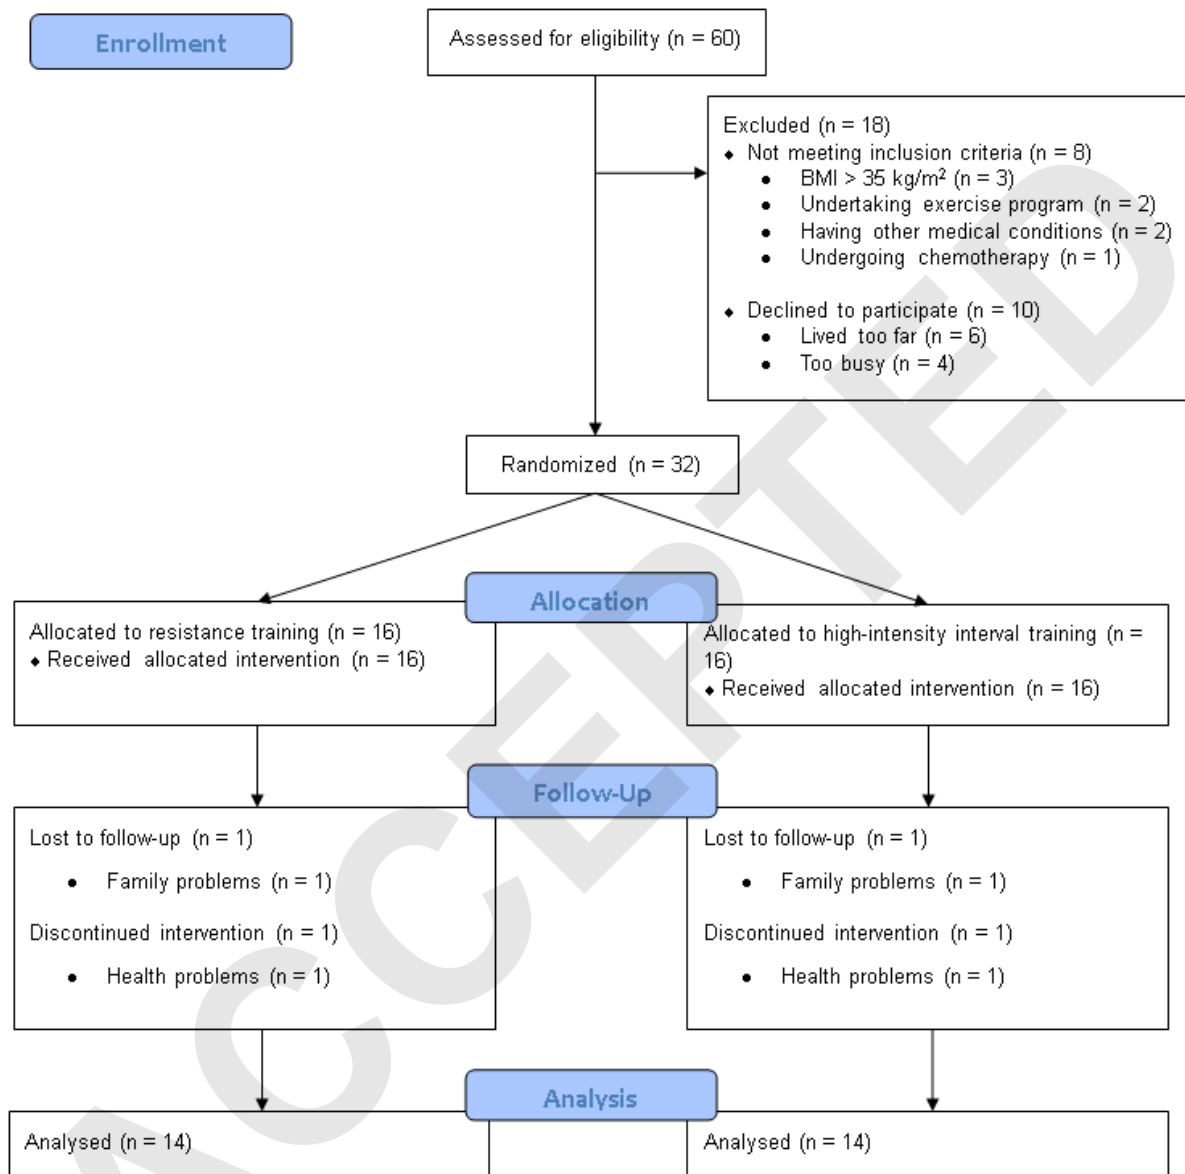 Enrollment
Assessed for eligibility (n = 60)
Excluded (n = 18)
⬥ Not meeting inclusion criteria (n = 8)
● BMI > 35 kg/m² (n = 3)
● Undertaking exercise program (n = 2)
● Having other medical conditions (n = 2)
● Undergoing chemotherapy (n = 1)
⬥ Declined to participate (n = 10)
● Lived too far (n = 6)
● Too busy (n = 4)
Randomized (n = 32)
Allocation
Allocated to resistance training (n = 16)
⬥ Received allocated intervention (n = 16)
Allocated to high-intensity interval training (n =
16)
⬥ Received allocated intervention (n = 16)
Follow-Up
Lost to follow-up (n = 1)
● Family problems (n = 1)
Discontinued intervention (n = 1)
● Health problems (n = 1)
Lost to follow-up (n = 1)
● Family problems (n = 1)
Discontinued intervention (n = 1)
● Health problems (n = 1)
Analysis
Analysed (n = 14)
Analysed (n = 14)
ACCEPTED